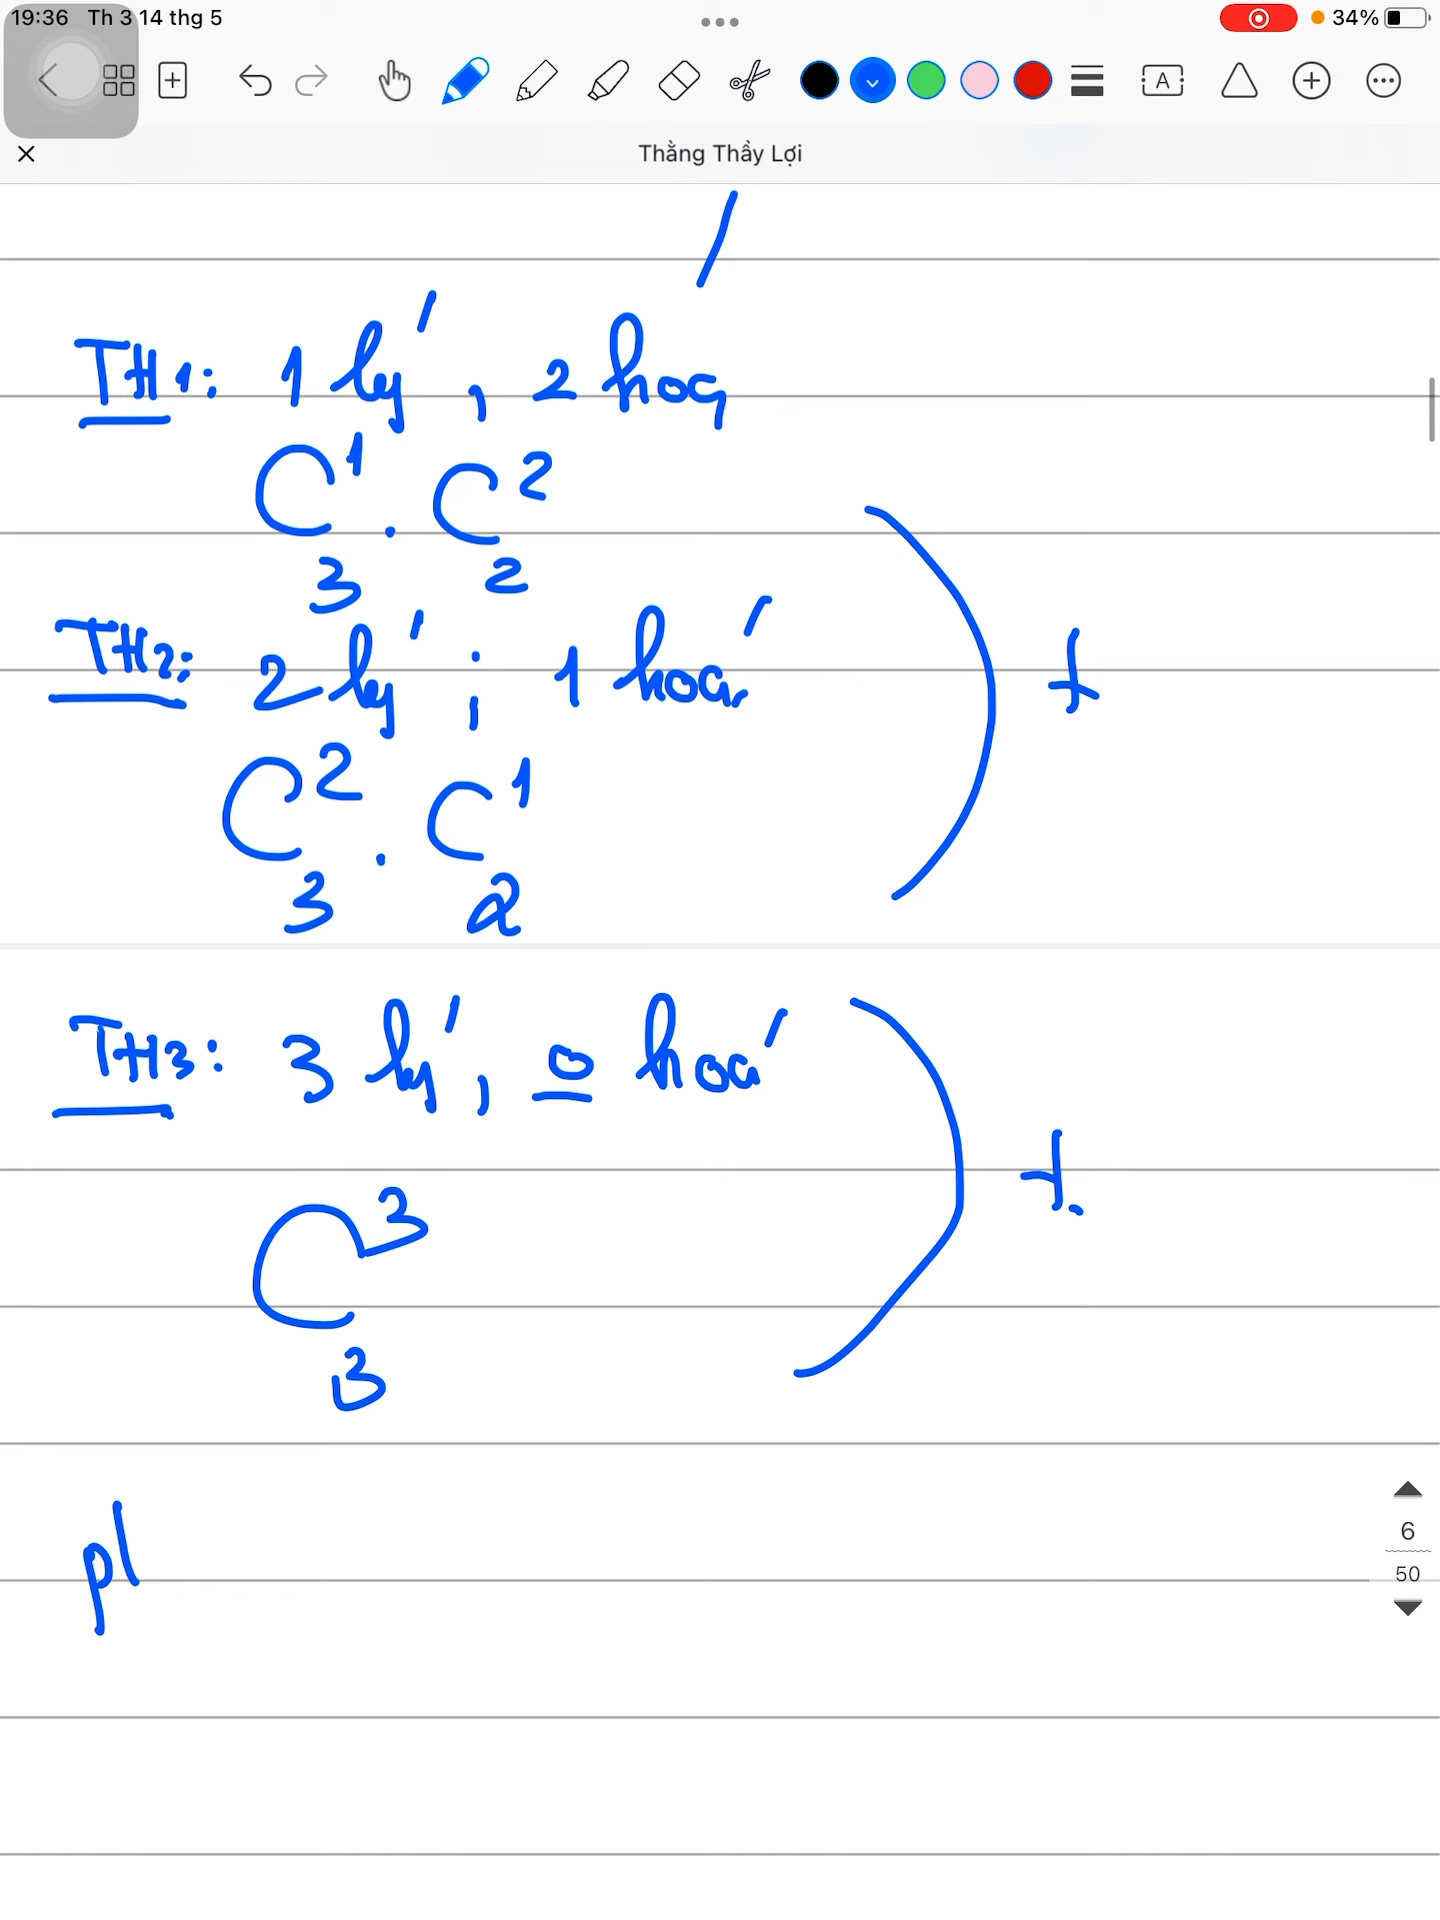 19:36 Th 3 14 thg 5 34%
A
Thằng Thầy Lợi
TH1: 1 lý, 2 hoá
C¹₃ . C²₂
TH2: 2 lý; 1 hoá
C²₃ . C¹₂
+
TH3: 3 lý, 0 hoá
C³₃
+
6
50